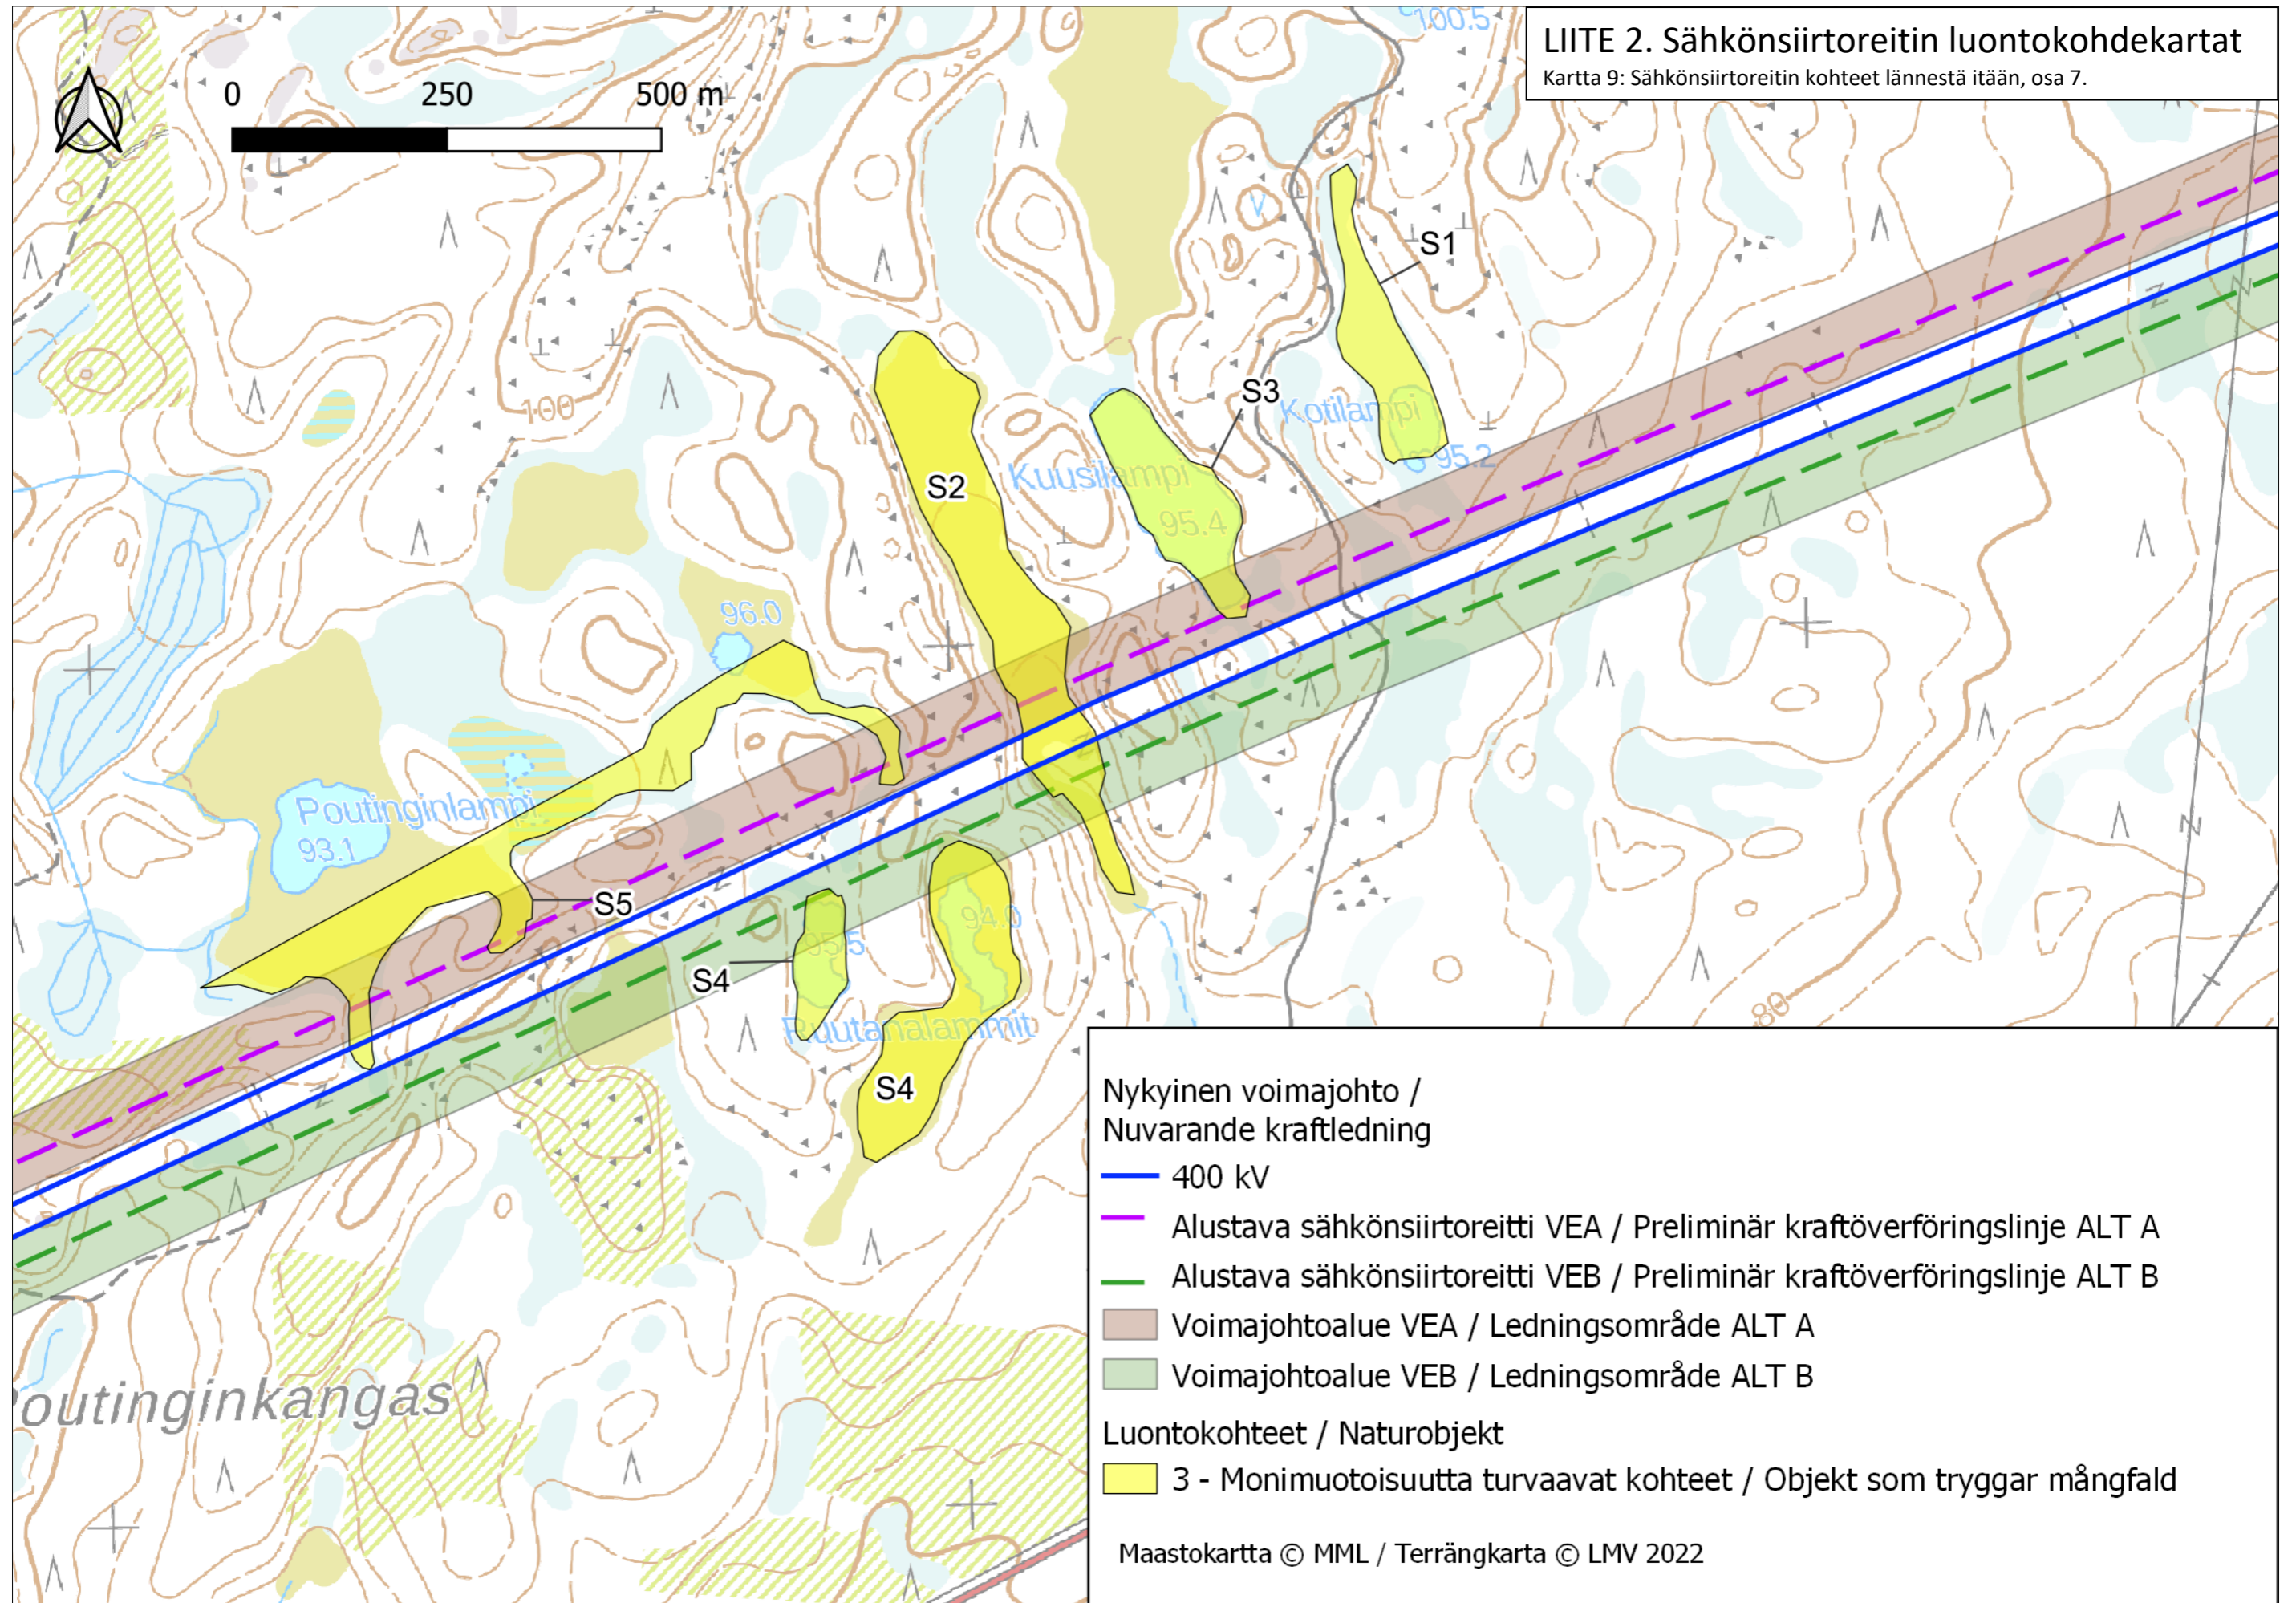 LIITE 2. Sähkönsiirtoreitin luontokohdekartat
Kartta 9: Sähkönsiirtoreitin kohteet lännestä itään, osa 7.
0 250 500 m
100.5
S1
S3
Kotilampi
95.2
100
S2
Kuusilampi
95.4
96.0
Poutinginlampi
93.1
S5
94.0
95.5
S4
Ruutanalammit
S4
80
Poutinginkangas
Nykyinen voimajohto /
Nuvarande kraftledning
400 kV
Alustava sähkönsiirtoreitti VEA / Preliminär kraftöverföringslinje ALT A
Alustava sähkönsiirtoreitti VEB / Preliminär kraftöverföringslinje ALT B
Voimajohtoalue VEA / Ledningsområde ALT A
Voimajohtoalue VEB / Ledningsområde ALT B
Luontokohteet / Naturobjekt
3 - Monimuotoisuutta turvaavat kohteet / Objekt som tryggar mångfald
Maastokartta © MML / Terrängkarta © LMV 2022